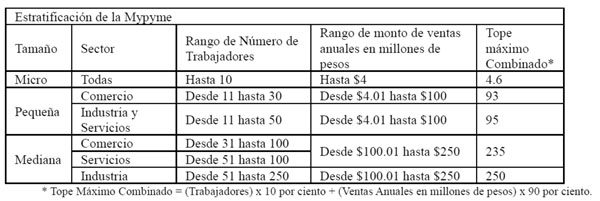 Estratificación de la Mypyme
Tamaño Sector Rango de Número de Trabajadores Rango de monto de ventas anuales en millones de pesos Tope máximo Combinado*
Micro Todas Hasta 10 Hasta $4 4.6
Pequeña Comercio Desde 11 hasta 30 Desde $4.01 hasta $100 93
Industria y Servicios Desde 11 hasta 50 Desde $4.01 hasta $100 95
Mediana Comercio Desde 31 hasta 100 Desde $100.01 hasta $250 235
Servicios Desde 51 hasta 100
Industria Desde 51 hasta 250 Desde $100.01 hasta $250 250
* Tope Máximo Combinado = (Trabajadores) x 10 por ciento + (Ventas Anuales en millones de pesos) x 90 por ciento.